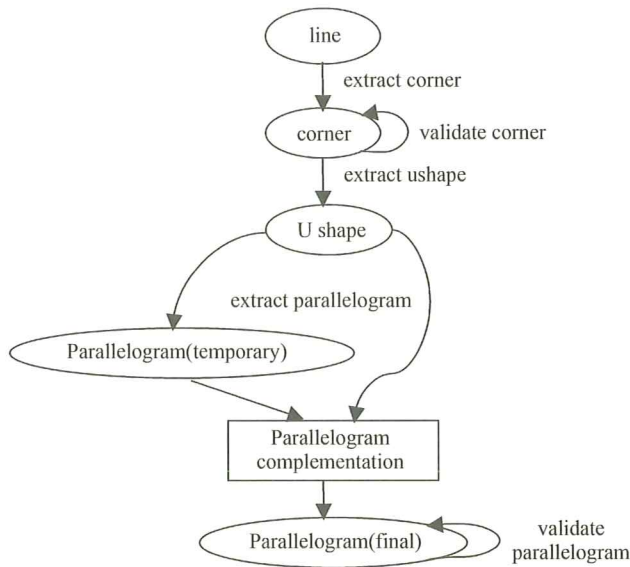 line
extract corner
corner
validate corner
extract ushape
U shape
extract parallelogram
Parallelogram(temporary)
Parallelogram
complementation
Parallelogram(final)
validate
parallelogram